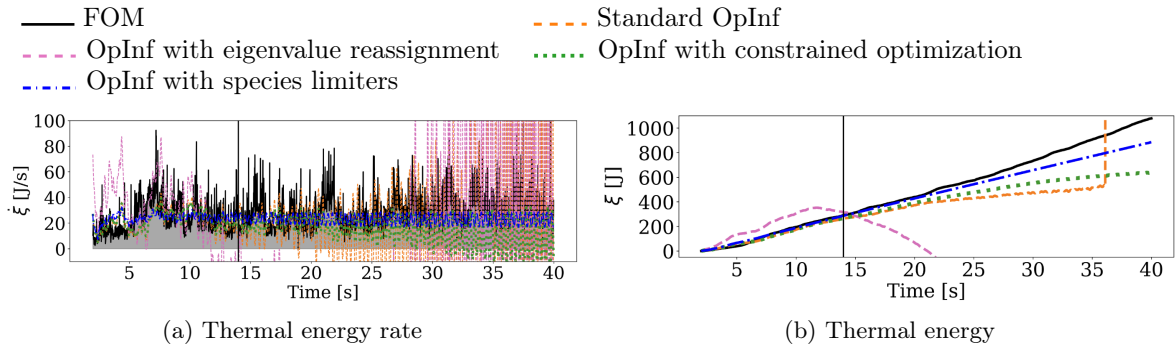 FOM
Standard OpInf
OpInf with eigenvalue reassignment
OpInf with constrained optimization
OpInf with species limiters
100
80
60
40
20
0
ξ̇ [J/s]
5 10 15 20 25 30 35 40
Time [s]
(a) Thermal energy rate
1000
800
600
400
200
0
ξ [J]
5 10 15 20 25 30 35 40
Time [s]
(b) Thermal energy